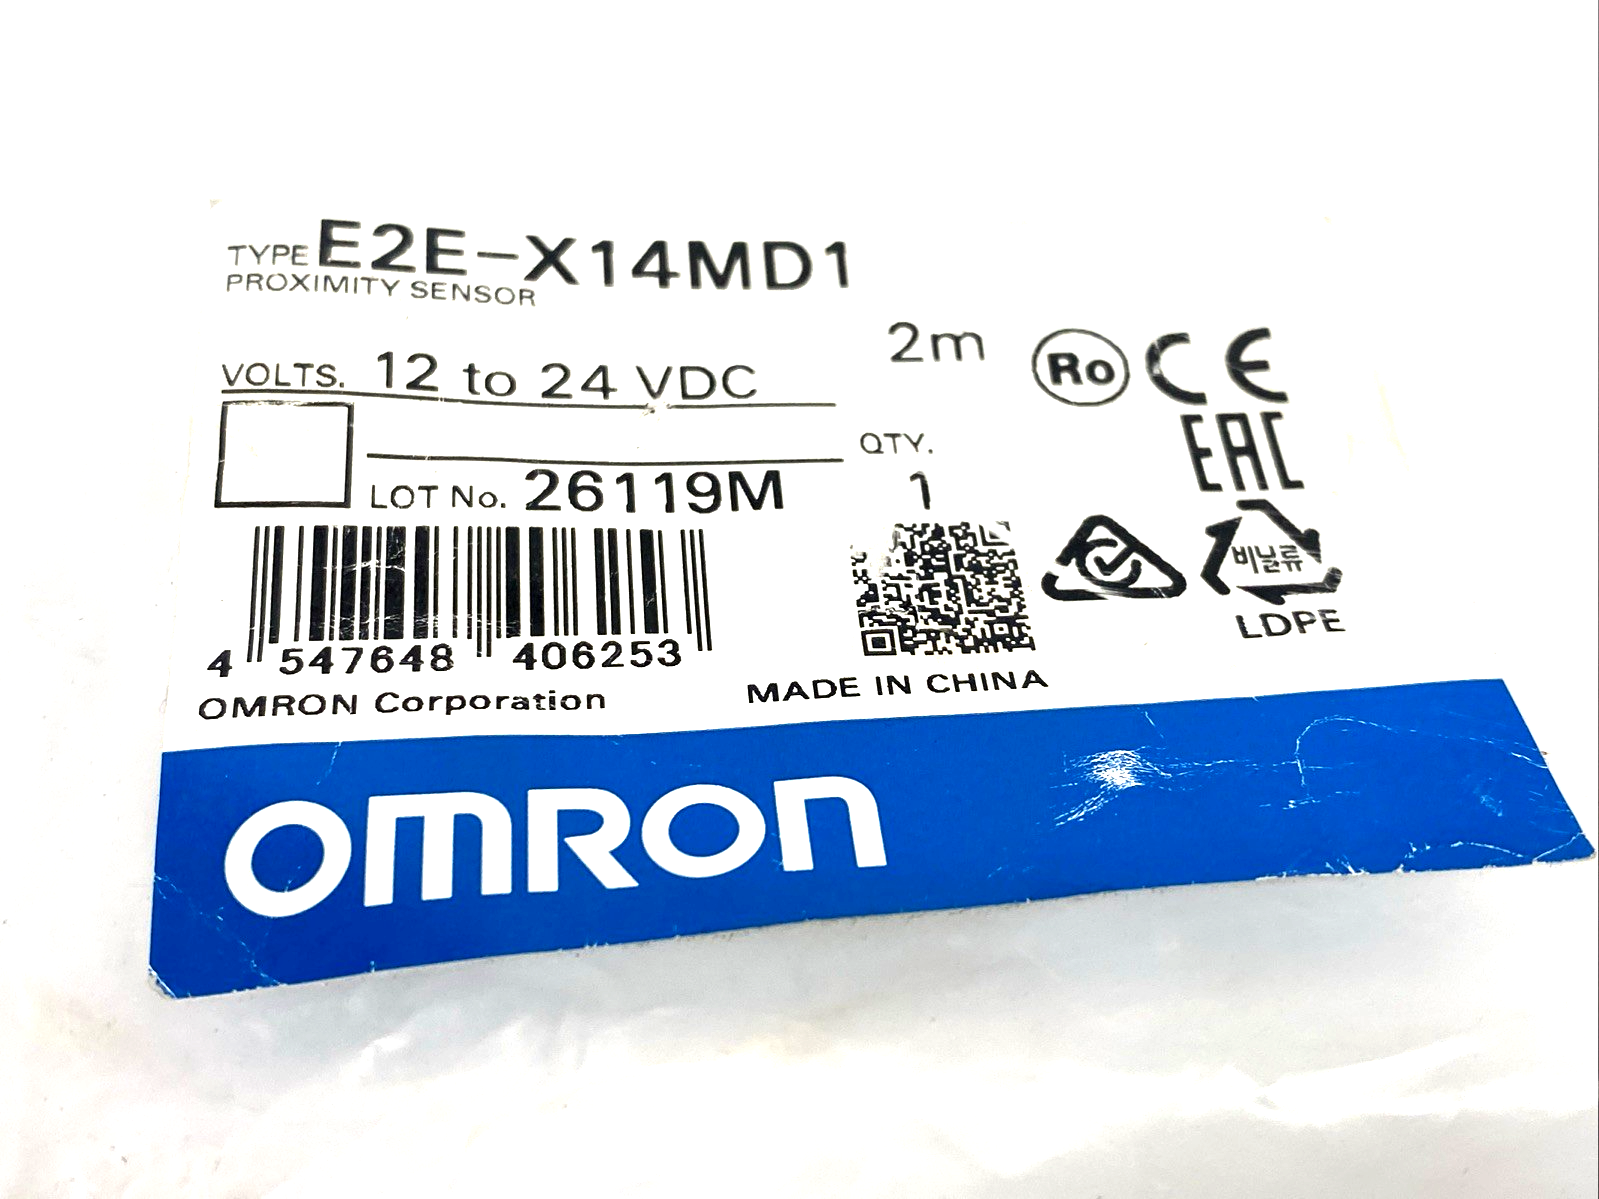 TYPE E2E-X14MD1
PROXIMITY SENSOR
2m
Ro CE
VOLTS. 12 to 24 VDC
EAC
QTY.
1
LOT No. 26119M
비닐류
LDPE
4 547648 406253
OMRON Corporation
MADE IN CHINA
OMRON